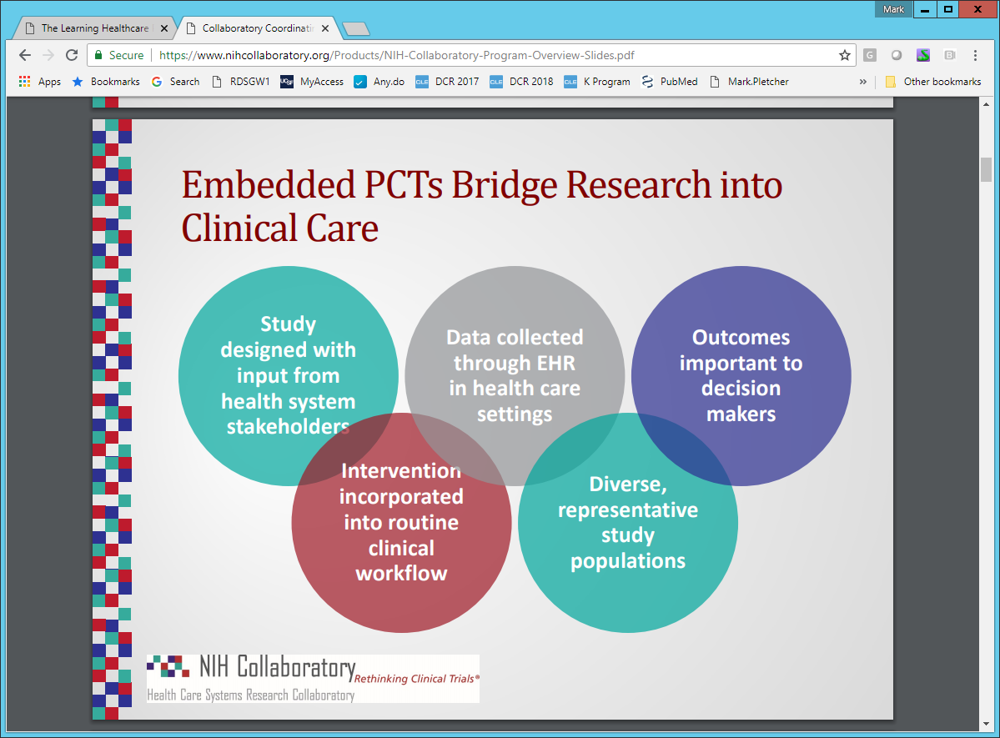 Mark
The Learning Healthcare
Collaboratory Coordinati
Secure
https://www.nihcollaboratory.org/Products/NIH-Collaboratory-Program-Overview-Slides.pdf
G
B
Apps
Bookmarks
G Search
RDSGW1
UCSF MyAccess
Any.do
CLE DCR 2017
CLE DCR 2018
CLE K Program
PubMed
Mark.Pletcher
»
Other bookmarks
Embedded PCTs Bridge Research into
Clinical Care
Study
designed with
input from
health system
stakeholders
Data collected
through EHR
in health care
settings
Outcomes
important to
decision
makers
Intervention
incorporated
into routine
clinical
workflow
Diverse,
representative
study
populations
NIH Collaboratory
Rethinking Clinical Trials®
Health Care Systems Research Collaboratory